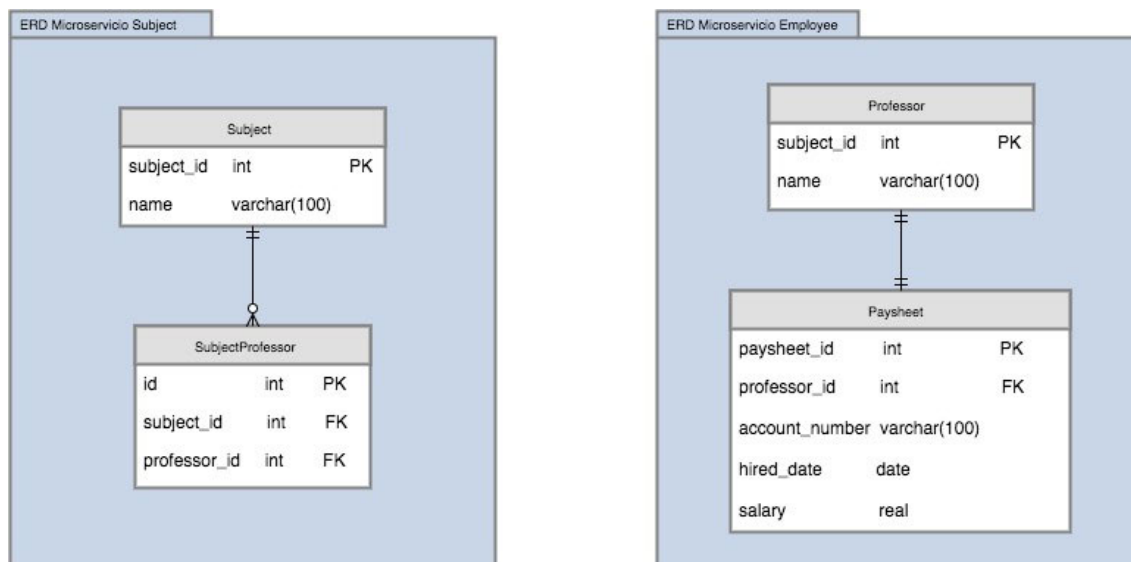 ERD Microservicio Subject
Subject
subject_id int PK
name varchar(100)
SubjectProfessor
id int PK
subject_id int FK
professor_id int FK
ERD Microservicio Employee
Professor
subject_id int PK
name varchar(100)
Paysheet
paysheet_id int PK
professor_id int FK
account_number varchar(100)
hired_date date
salary real